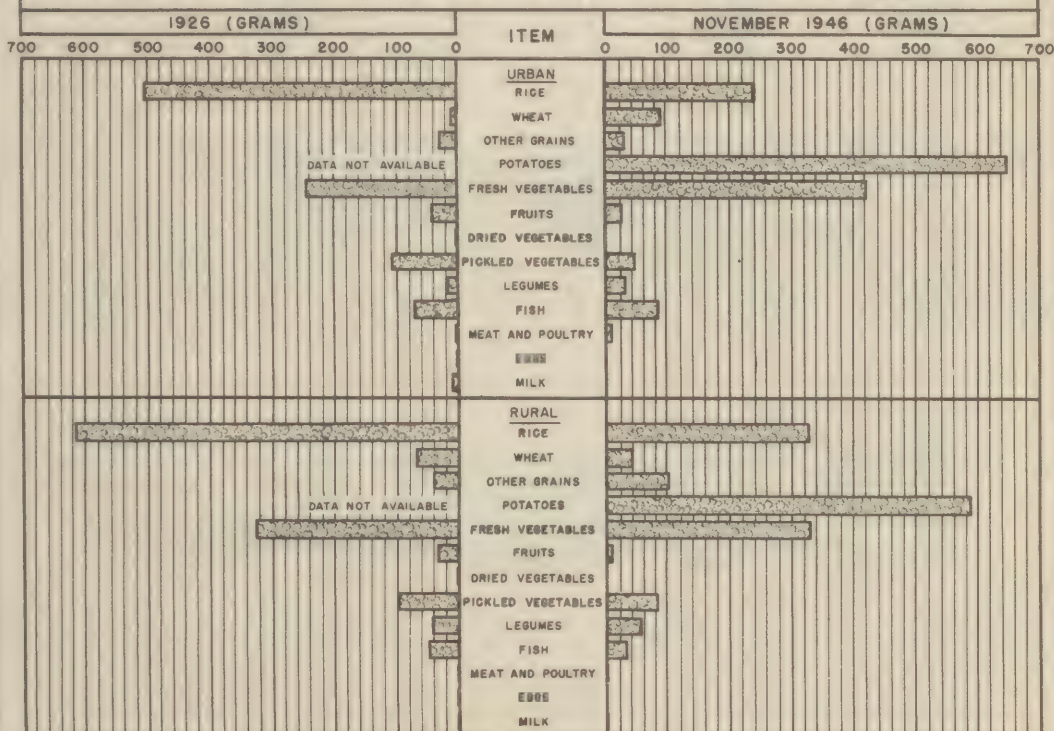 1926 (GRAMS) ITEM NOVEMBER 1946 (GRAMS)
700 600 500 400 300 200 100 0 0 100 200 300 400 500 600 700
URBAN
RICE
WHEAT
OTHER GRAINS
DATA NOT AVAILABLE POTATOES
FRESH VEGETABLES
FRUITS
DRIED VEGETABLES
PICKLED VEGETABLES
LEGUMES
FISH
MEAT AND POULTRY
EGGS
MILK
RURAL
RICE
WHEAT
OTHER GRAINS
DATA NOT AVAILABLE POTATOES
FRESH VEGETABLES
FRUITS
DRIED VEGETABLES
PICKLED VEGETABLES
LEGUMES
FISH
MEAT AND POULTRY
EGGS
MILK